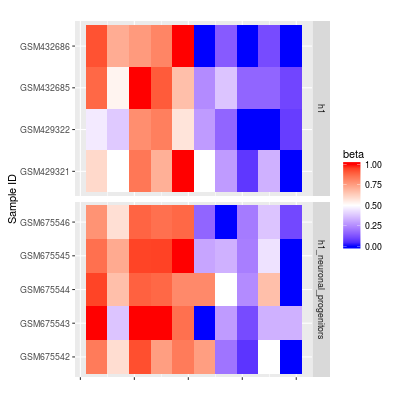 GSM432686
GSM432685
GSM429322
GSM429321
h1
GSM675546
GSM675545
GSM675544
GSM675543
GSM675542
h1_neuronal_progenitors
Sample ID
beta
1.00
0.75
0.50
0.25
0.00